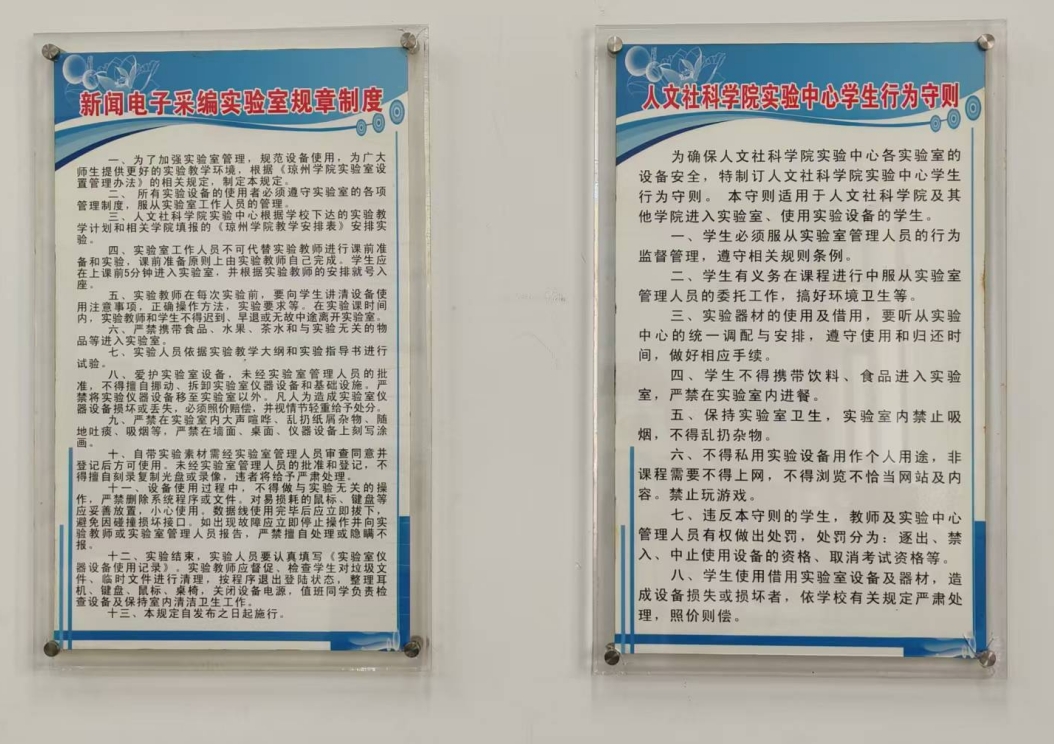 新闻电子采编实验室规章制度
一、为了加强实验室管理，规范设备使用，为广大
师生提供更好的实验教学环境，根据《琼州学院实验室设
置管理办法》的相关规定，制定本规定。
二、 所有实验设备的使用者必须遵守实验室的各项
管理制度，服从实验室工作人员的管理。
三、人文社科学院实验中心根据学校下达的实验教
学计划和相关学院填报的《琼州学院教学安排表》安排实
验。
四、实验室工作人员不可代替实验教师进行课前准
备和实验，课前准备原则上由实验教师自己完成。学生应
在上课前5分钟进入实验室，并根据实验教师的安排就号入
座。
五、实验教师在每次实验前，要向学生讲清设备使
用注意事项，正确操作方法，实验要求等。在实验课时间
内，实验教师和学生不得迟到、早退或无故中途离开实验室。
六、严禁携带食品、水果、茶水和与实验无关的物
品等进入实验室。
七、实验人员依据实验教学大纲和实验指导书进行
试验。
八、爱护实验室设备，未经实验室管理人员的批
准，不得擅自挪动、拆卸实验室仪器设备和基础设施。严
禁将实验仪器设备移至实验室以外。凡人为造成实验室仪
器设备损坏或丢失，必须照价赔偿，并视情节轻重给予处分。
九、严禁在实验室内大声喧哗、乱扔纸屑杂物、随
地吐痰、吸烟等，严禁在墙面、桌面、仪器设备上刻写涂
画。
十、自带实验素材需经实验室管理人员审查同意并
登记后方可使用。未经实验室管理人员的批准和登记，不
得擅自刻录复制光盘或录像，违者将给予严肃处理。
十一、设备使用过程中，不得做与实验无关的操
作，严禁删除系统程序或文件。对易损耗的鼠标、键盘等
应妥善放置，小心使用。数据线使用完毕后应立即拔下，
避免因碰撞损坏接口。如出现故障应立即停止操作并向实
验教师或实验室管理人员报告，严禁擅自处理或隐瞒不
报。
十二、实验结束，实验人员要认真填写《实验室仪
器设备使用记录》。实验教师应督促、检查学生对垃圾文
件、临时文件进行清理，按程序退出登陆状态，整理耳
机、键盘、鼠标、桌椅，关闭设备电源，值班同学负责检
查设备及保持室内清洁卫生工作。
十三、本规定自发布之日起施行。
人文社科学院实验中心学生行为守则
为确保人文社科学院实验中心各实验室的
设备安全，特制订人文社科学院实验中心学生
行为守则。 本守则适用于人文社科学院及其
他学院进入实验室、使用实验设备的学生。
一、学生必须服从实验室管理人员的行为
监督管理，遵守相关规则条例。
二、学生有义务在课程进行中服从实验室
管理人员的委托工作，搞好环境卫生等。
三、实验器材的使用及借用，要听从实验
中心的统一调配与安排，遵守使用和归还时
间，做好相应手续。
四、学生不得携带饮料、食品进入实验
室，严禁在实验室内进餐。
五、保持实验室卫生，实验室内禁止吸
烟，不得乱扔杂物。
六、不得私用实验设备用作个人用途，非
课程需要不得上网，不得浏览不恰当网站及内
容。禁止玩游戏。
七、违反本守则的学生，教师及实验中心
管理人员有权做出处罚，处罚分为：逐出、禁
入、中止使用设备的资格、取消考试资格等。
八、学生使用借用实验室设备及器材，造
成设备损失或损坏者，依学校有关规定严肃处
理，照价则偿。